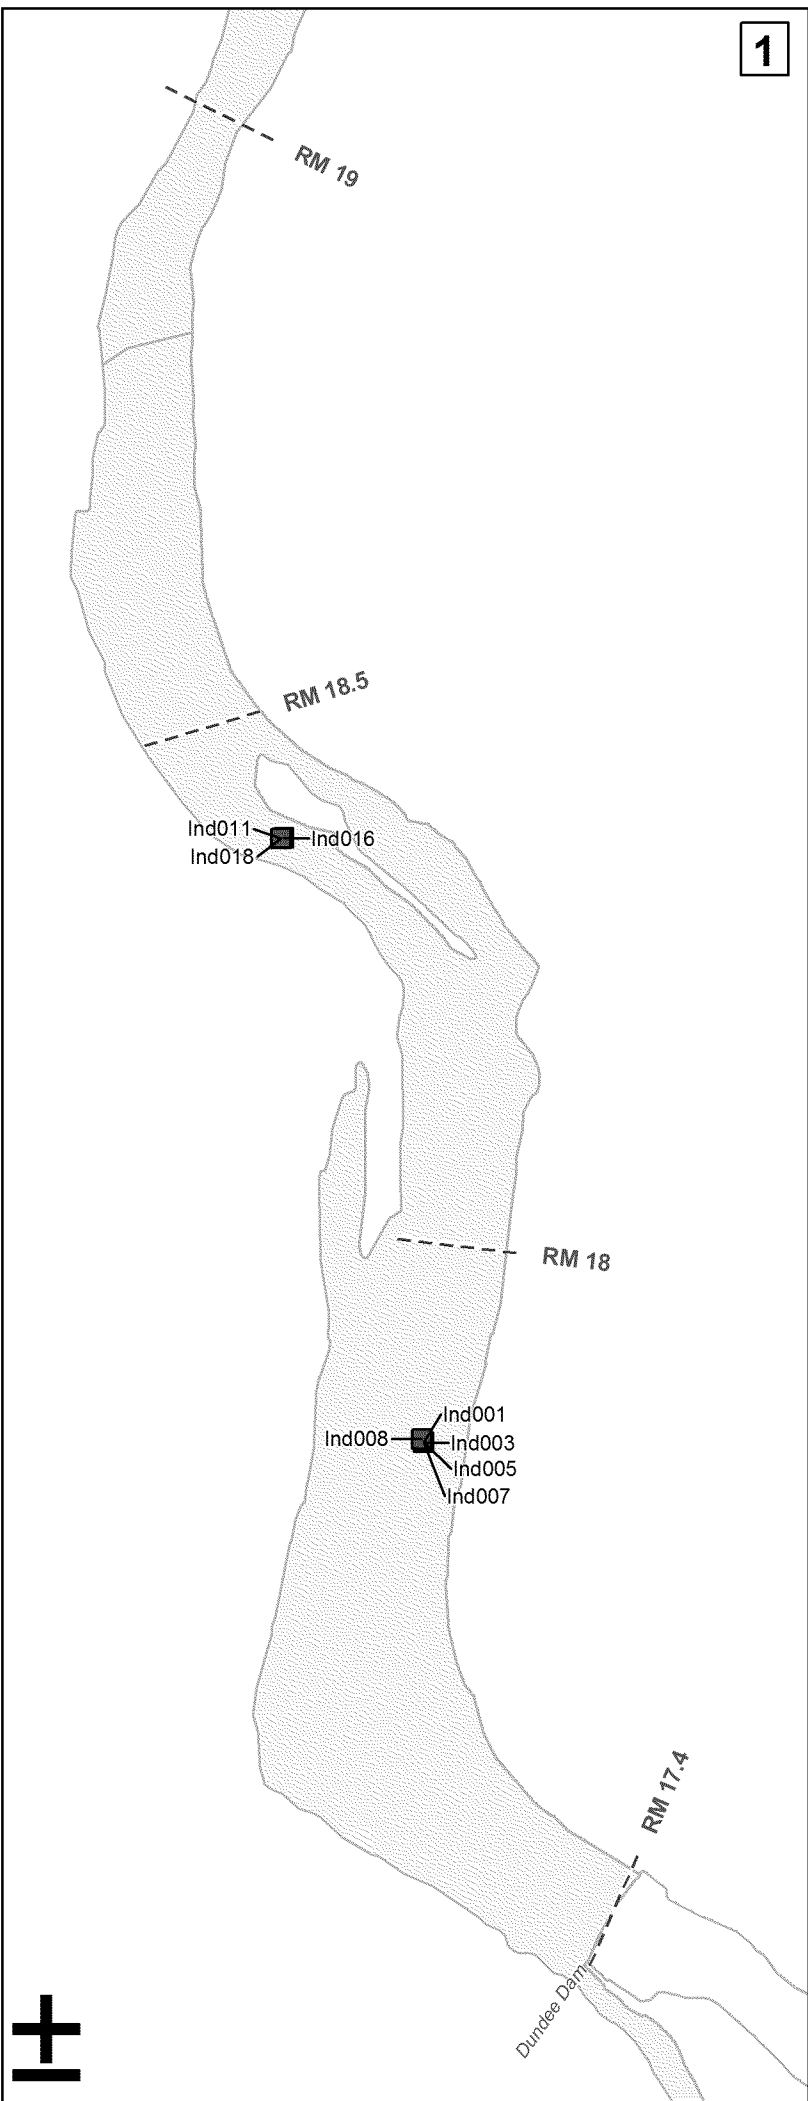 1
RM 19
RM 18.5
Ind011
Ind016
Ind018
RM 18
Ind001
Ind008
Ind003
Ind005
Ind007
RM 17.4
Dundee Dam
±